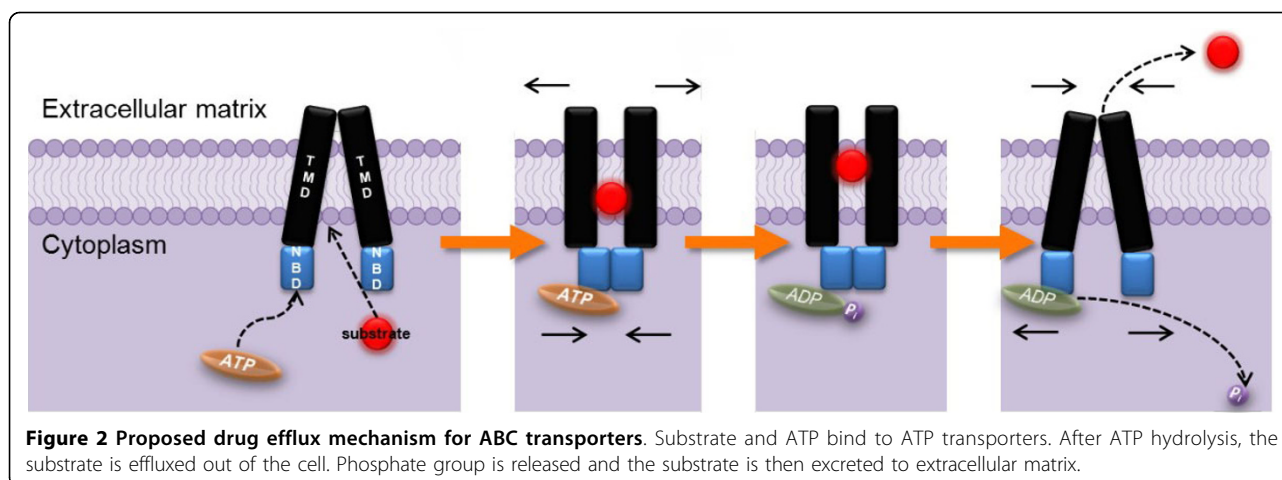 Extracellular matrix
TMD
TMD
Cytoplasm
NBD
NBD
substrate
ATP
ATP
ADP
Pi
ADP
Pi
Figure 2 Proposed drug efflux mechanism for ABC transporters. Substrate and ATP bind to ATP transporters. After ATP hydrolysis, the
substrate is effluxed out of the cell. Phosphate group is released and the substrate is then excreted to extracellular matrix.